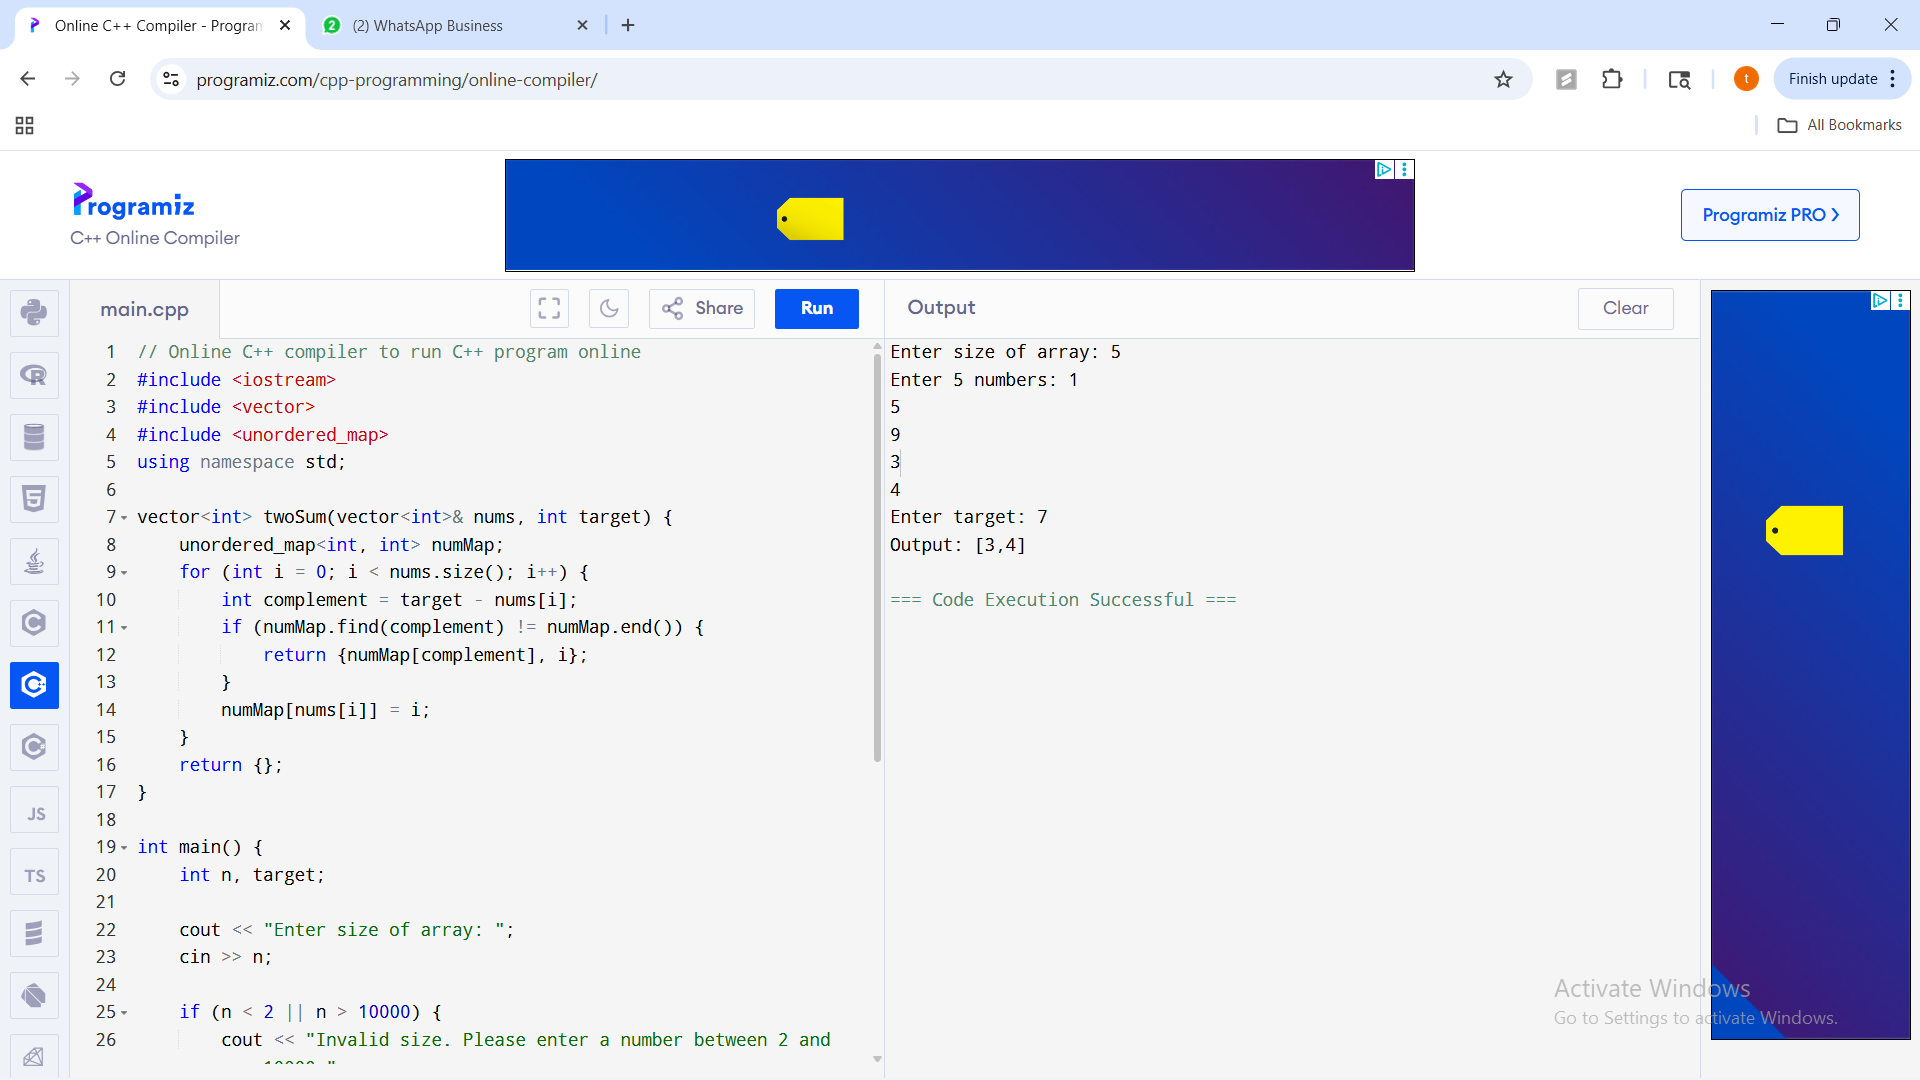 Online C++ Compiler - Program
2
(2) WhatsApp Business
programiz.com/cpp-programming/online-compiler/
t
Finish update
All Bookmarks
Programiz
C++ Online Compiler
Programiz PRO
main.cpp
Share
Run
Output
Clear
1 // Online C++ compiler to run C++ program online
2 #include <iostream>
3 #include <vector>
4 #include <unordered_map>
5 using namespace std;
6
7 vector<int> twoSum(vector<int>& nums, int target) {
8 unordered_map<int, int> numMap;
9 for (int i = 0; i < nums.size(); i++) {
10 int complement = target - nums[i];
11 if (numMap.find(complement) != numMap.end()) {
12 return {numMap[complement], i};
13 }
14 numMap[nums[i]] = i;
15 }
16 return {};
17 }
18
19 int main() {
20 int n, target;
21
22 cout << "Enter size of array: ";
23 cin >> n;
24
25 if (n < 2 || n > 10000) {
26 cout << "Invalid size. Please enter a number between 2 and
Enter size of array: 5
Enter 5 numbers: 1
5
9
3
4
Enter target: 7
Output: [3,4]
=== Code Execution Successful ===
R
5
C
C
C
JS
TS
Activate Windows
Go to Settings to activate Windows.